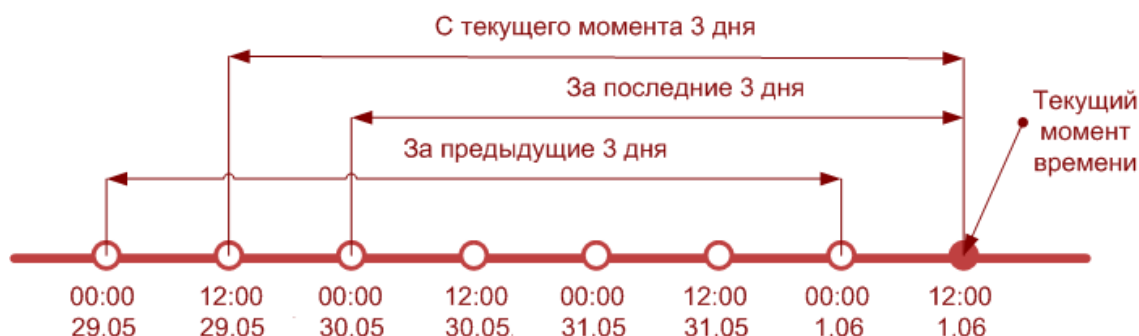 С текущего момента 3 дня
За последние 3 дня
Текущий
момент
времени
За предыдущие 3 дня
00:00 12:00 00:00 12:00 00:00 12:00 00:00 12:00
29.05 29.05 30.05 30.05. 31.05 31.05 1.06 1.06